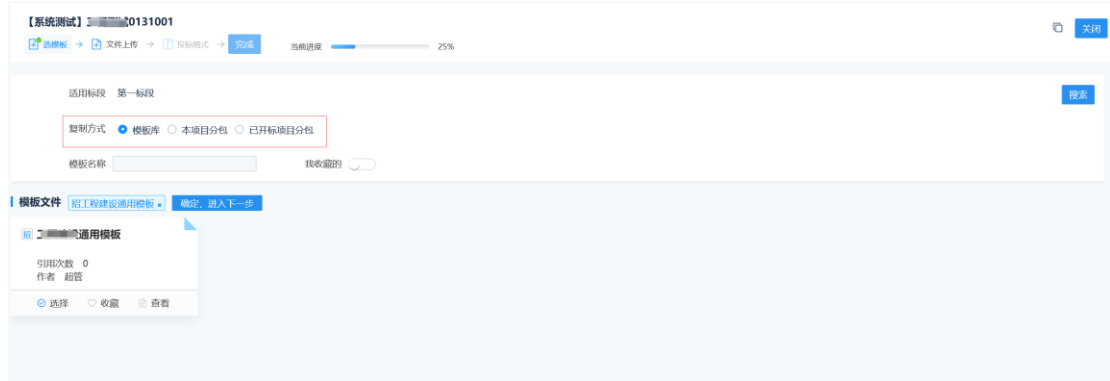 【系统测试】工 0131001
关闭
选模板 → 文件上传 → 投标格式 → 完成 当前进度 25%
适用标段 第一标段
搜索
复制方式 模板库 本项目分包 已开标项目分包
模板名称 我收藏的
模板文件 招工程建设通用模板 × 确定，进入下一步
招 工 通用模板
引用次数 0
作者 超管
选择 收藏 查看